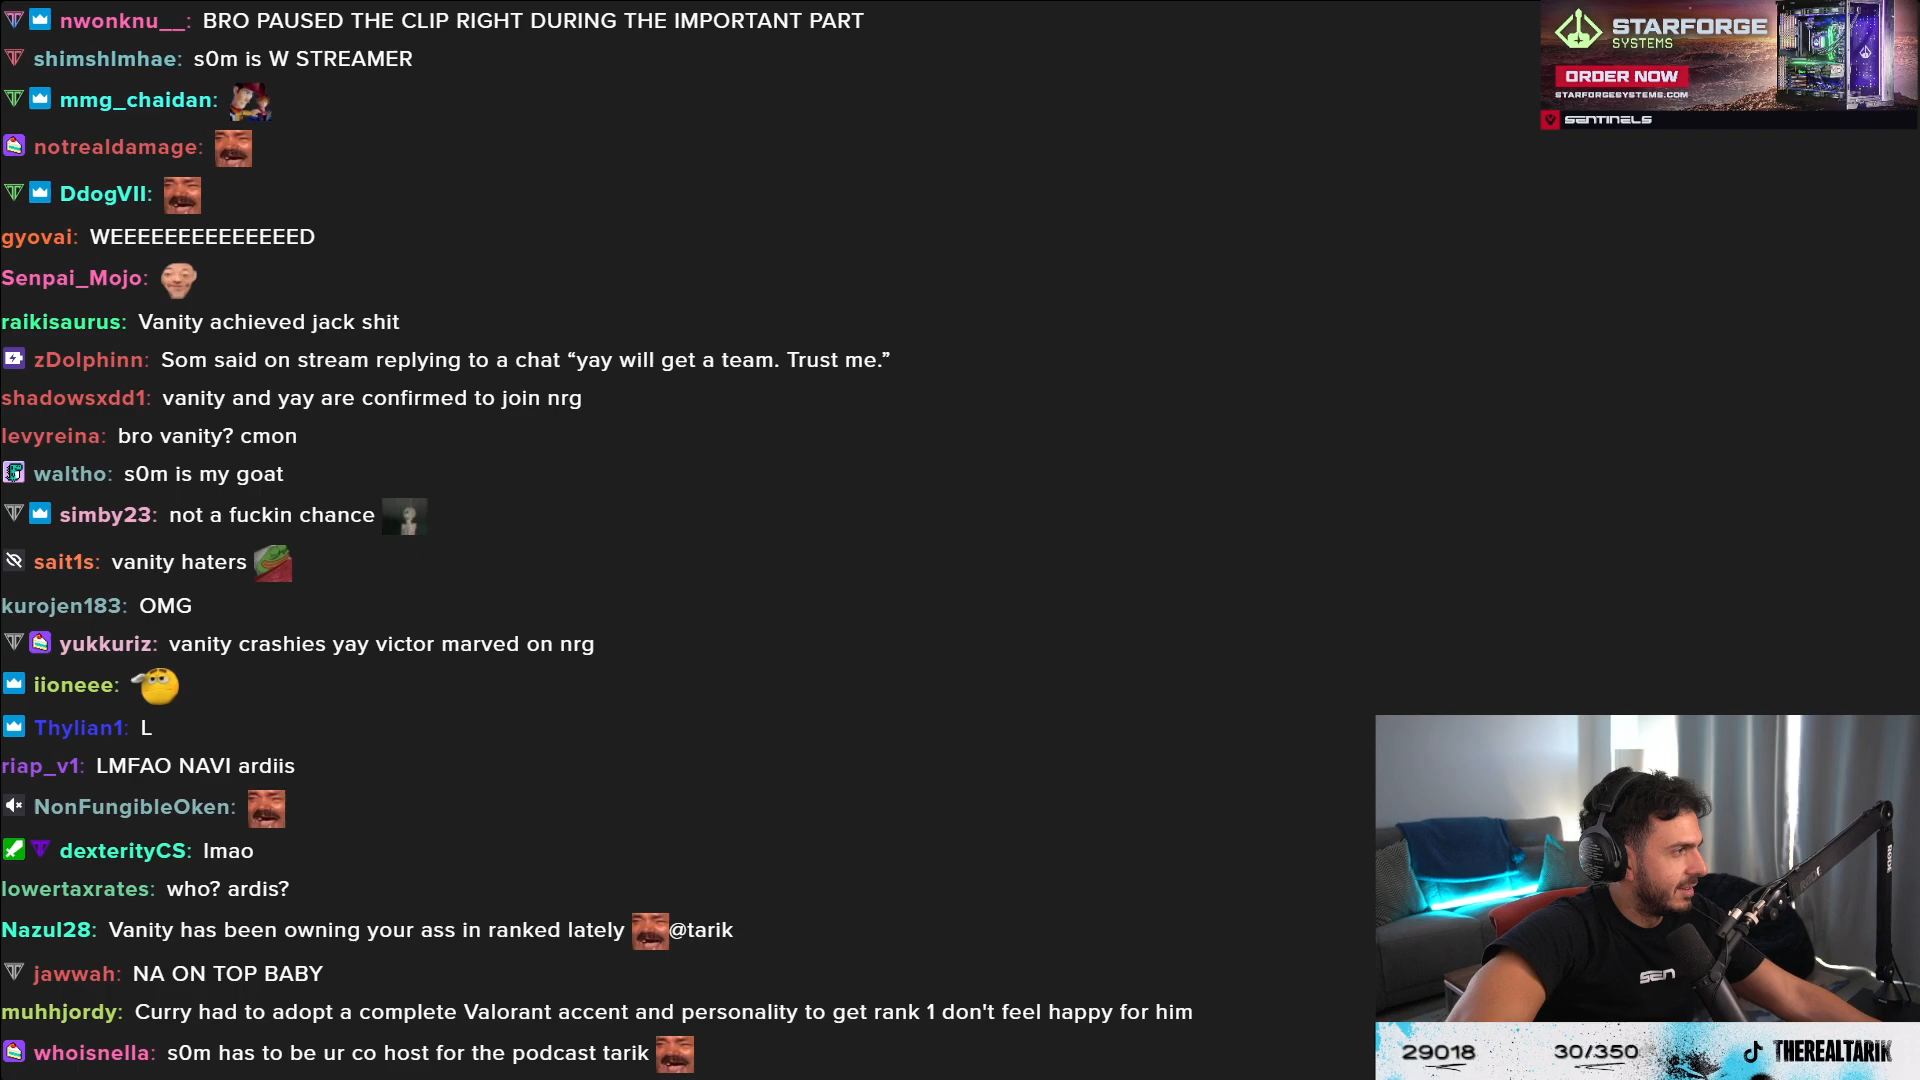 nwonknu__: BRO PAUSED THE CLIP RIGHT DURING THE IMPORTANT PART
shimshlmhae: s0m is W STREAMER
mmg_chaidan:
notrealdamage:
DdogVII:
gyovai: WEEEEEEEEEEEEEED
Senpai_Mojo:
raikisaurus: Vanity achieved jack shit
zDolphinn: Som said on stream replying to a chat “yay will get a team. Trust me.”
shadowsxdd1: vanity and yay are confirmed to join nrg
levyreina: bro vanity? cmon
waltho: s0m is my goat
simby23: not a fuckin chance
sait1s: vanity haters
kurojen183: OMG
yukkuriz: vanity crashies yay victor marved on nrg
iioneee:
Thylian1: L
riap_v1: LMFAO NAVI ardiis
NonFungibleOken:
dexterityCS: lmao
lowertaxrates: who? ardis?
Nazul28: Vanity has been owning your ass in ranked lately @tarik
jawwah: NA ON TOP BABY
muhhjordy: Curry had to adopt a complete Valorant accent and personality to get rank 1 don't feel happy for him
whoisnella: s0m has to be ur co host for the podcast tarik
STARFORGE
SYSTEMS
ORDER NOW
STARFORGESYSTEMS.COM
SENTINELS
RODE
SEN
29018
30/350
THEREALTARIK